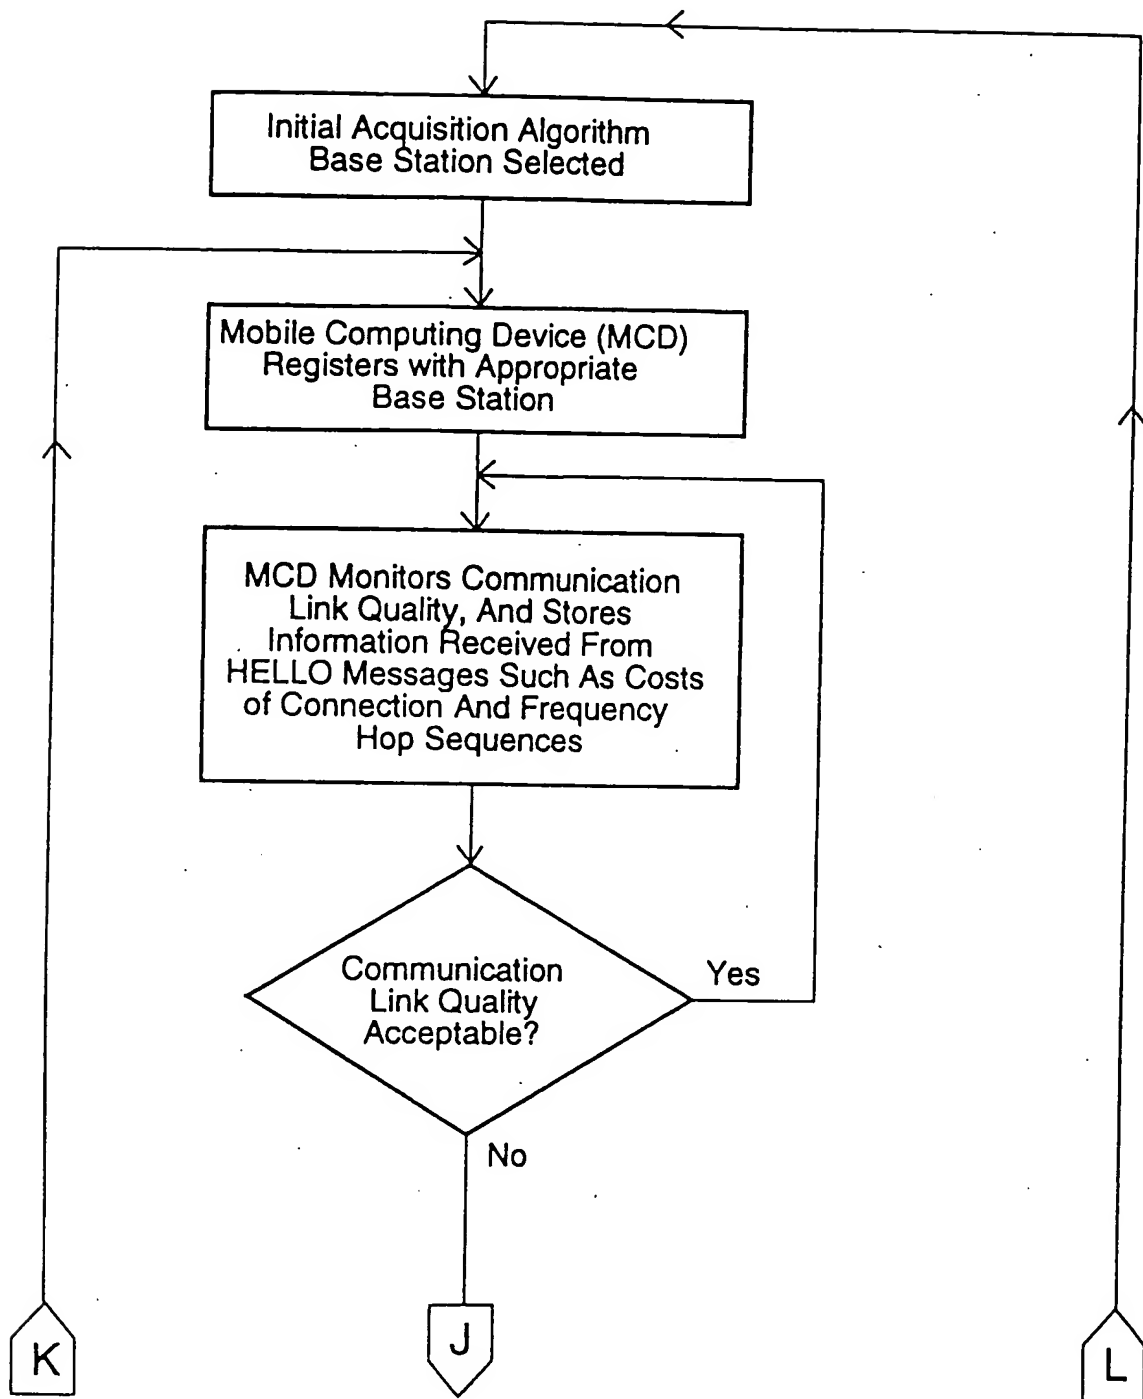 Initial Acquisition Algorithm
Base Station Selected
Mobile Computing Device (MCD)
Registers with Appropriate
Base Station
MCD Monitors Communication
Link Quality, And Stores
Information Received From
HELLO Messages Such As Costs
of Connection And Frequency
Hop Sequences
Communication
Link Quality
Acceptable?
Yes
No
K
J
L